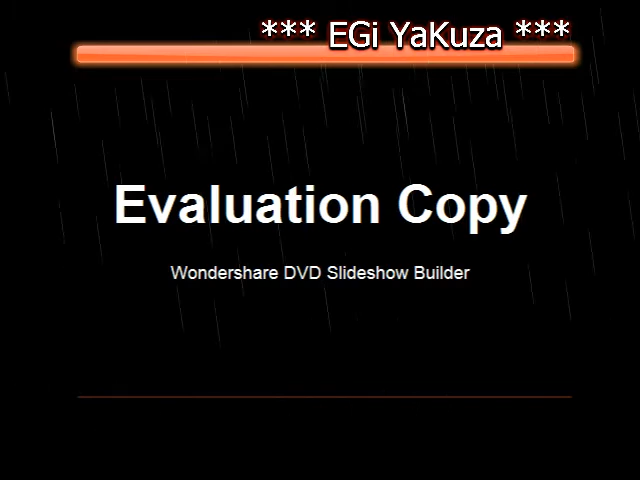 *** EGi YaKuza ***
Evaluation Copy
Wondershare DVD Slideshow Builder